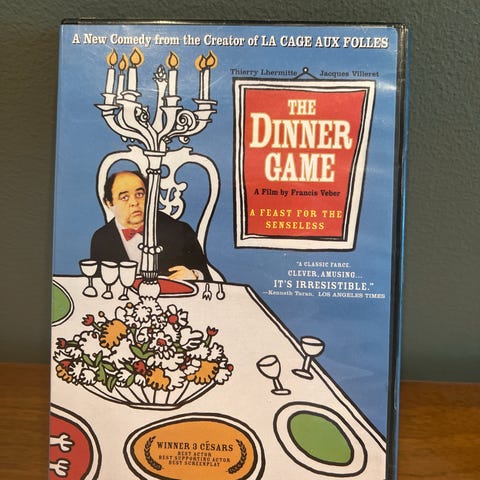 A New Comedy from the Creator of LA CAGE AUX FOLLES
Thierry Lhermitte Jacques Villeret
THE
DINNER
GAME
A Film by Francis Veber
A FEAST FOR THE
SENSELESS
"A CLASSIC FARCE.
CLEVER, AMUSING...
IT'S IRRESISTIBLE."
—Kenneth Turan, LOS ANGELES TIMES
WINNER 3 CÉSARS
BEST ACTOR
BEST SUPPORTING ACTOR
BEST SCREENPLAY